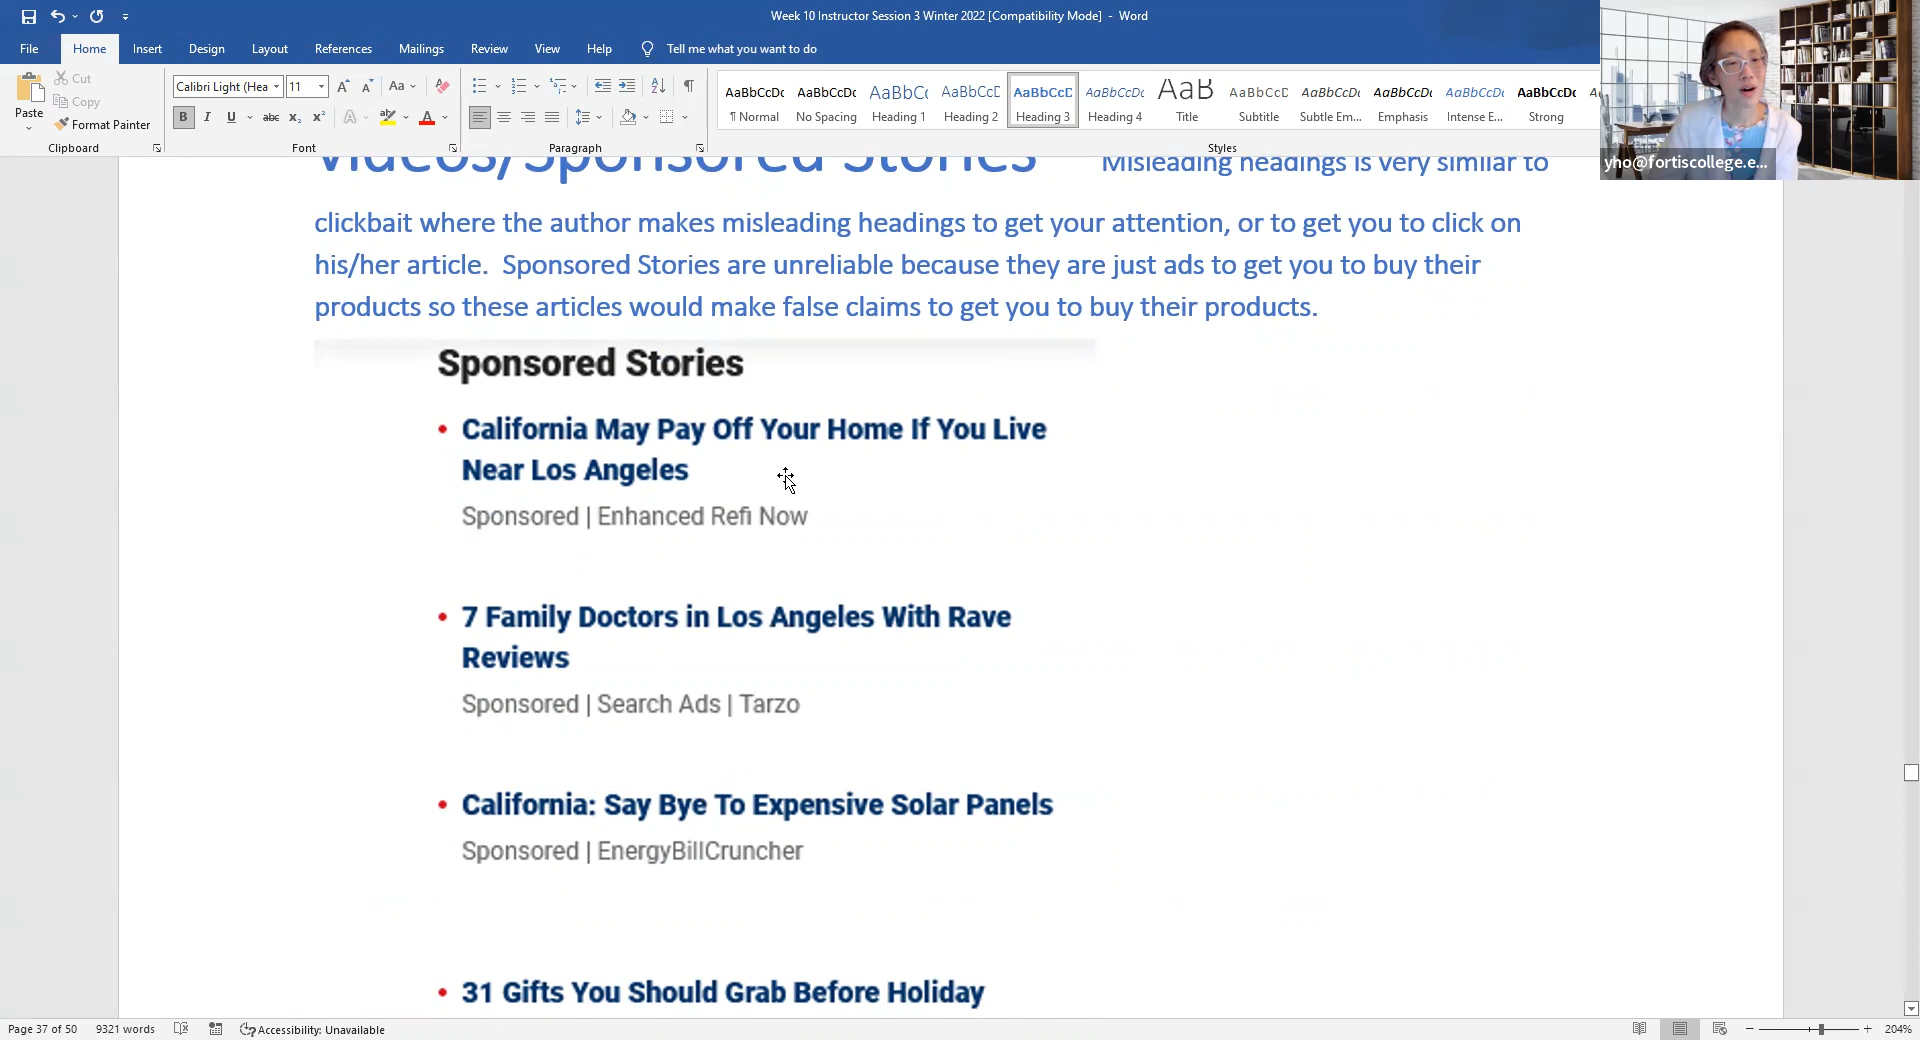 Week 10 Instructor Session 3 Winter 2022 [Compatibility Mode] - Word
File Home Insert Design Layout References Mailings Review View Help Tell me what you want to do
Paste
Cut
Copy
Format Painter
Clipboard
Calibri Light (Hea 11
Aa
B I U abc x₂ x² A ab A
Font
Paragraph
AaBbCcDc AaBbCcDc AaBbCc AaBbCcD AaBbCcD AaBbCcDc AaB AaBbCcD AaBbCcDc AaBbCcDc AaBbCcDc AaBbCcDc
¶ Normal No Spacing Heading 1 Heading 2 Heading 3 Heading 4 Title Subtitle Subtle Em... Emphasis Intense E... Strong
Styles
yho@fortiscollege.e...
Videos/Sponsored Stories Misleading headings is very similar to
clickbait where the author makes misleading headings to get your attention, or to get you to click on
his/her article. Sponsored Stories are unreliable because they are just ads to get you to buy their
products so these articles would make false claims to get you to buy their products.
Sponsored Stories
• California May Pay Off Your Home If You Live
Near Los Angeles
Sponsored | Enhanced Refi Now
• 7 Family Doctors in Los Angeles With Rave
Reviews
Sponsored | Search Ads | Tarzo
• California: Say Bye To Expensive Solar Panels
Sponsored | EnergyBillCruncher
• 31 Gifts You Should Grab Before Holiday
Page 37 of 50 9321 words Accessibility: Unavailable 204%